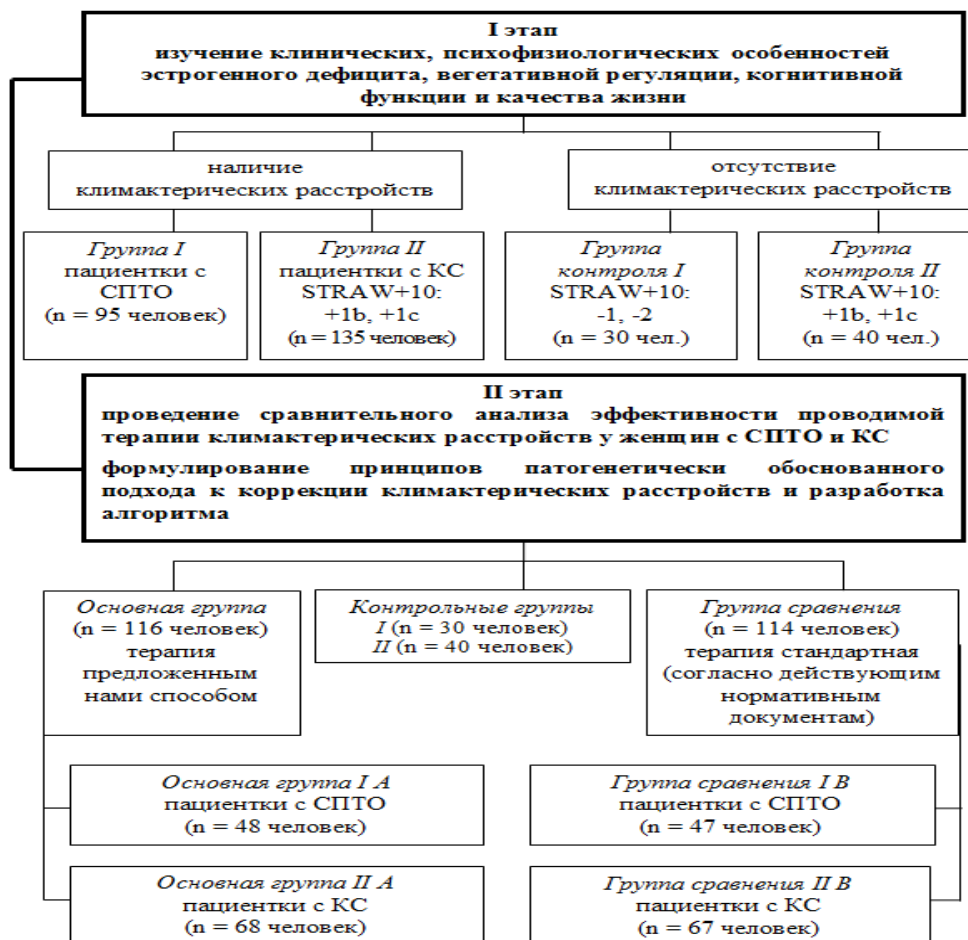 I этап
изучение клинических, психофизиологических особенностей
эстрогенного дефицита, вегетативной регуляции, когнитивной
функции и качества жизни
наличие
климактерических расстройств
отсутствие
климактерических расстройств
Группа I
пациентки с
СПТО
(n = 95 человек)
Группа II
пациентки с КС
STRAW+10:
+1b, +1c
(n = 135 человек)
Группа
контроля I
STRAW+10:
-1, -2
(n = 30 чел.)
Группа
контроля II
STRAW+10:
+1b, +1c
(n = 40 чел.)
II этап
проведение сравнительного анализа эффективности проводимой
терапии климактерических расстройств у женщин с СПТО и КС
формулирование принципов патогенетически обоснованного
подхода к коррекции климактерических расстройств и разработка
алгоритма
Основная группа
(n = 116 человек)
терапия
предложенным
нами способом
Контрольные группы
I (n = 30 человек)
II (n = 40 человек)
Группа сравнения
(n = 114 человек)
терапия стандартная
(согласно действующим
нормативным
документам)
Основная группа I А
пациентки с СПТО
(n = 48 человек)
Группа сравнения I В
пациентки с СПТО
(n = 47 человек)
Основная группа II А
пациентки с КС
(n = 68 человек)
Группа сравнения II В
пациентки с КС
(n = 67 человек)